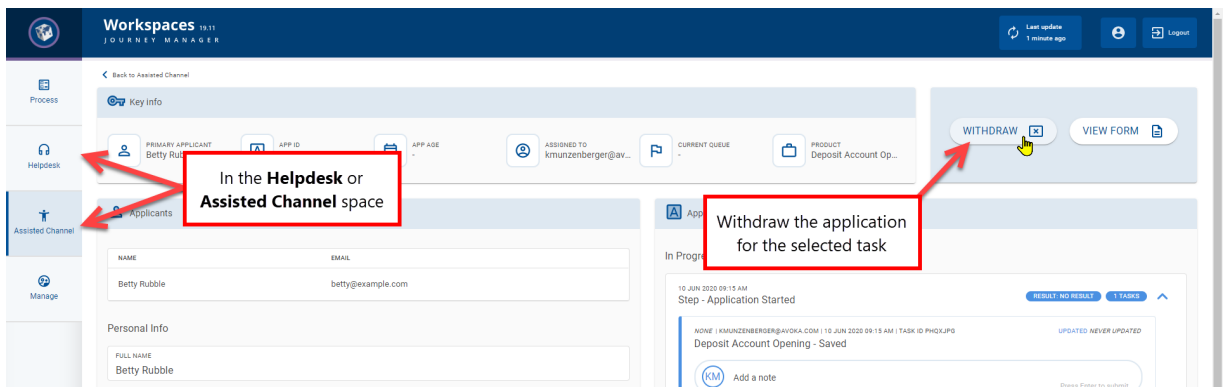 Workspaces 19.11
JOURNEY MANAGER
Last update
1 minute ago
Logout
Process
Helpdesk
Assisted Channel
Manage
Back to Assisted Channel
Key info
PRIMARY APPLICANT
Betty Rub
APP ID
APP AGE
-
ASSIGNED TO
kmunzenberger@av...
CURRENT QUEUE
-
PRODUCT
Deposit Account Op...
WITHDRAW
VIEW FORM
In the Helpdesk or
Assisted Channel space
Withdraw the application
for the selected task
Applicants
NAME
EMAIL
Betty Rubble
betty@example.com
Personal Info
FULL NAME
Betty Rubble
App
In Progre
10 JUN 2020 09:15 AM
Step - Application Started
RESULT: NO RESULT
1 TASKS
NONE | KMUNZENBERGER@AVOKA.COM | 10 JUN 2020 09:15 AM | TASK ID PHQXJPG
UPDATED NEVER UPDATED
Deposit Account Opening - Saved
KM
Add a note
Press Enter to submit